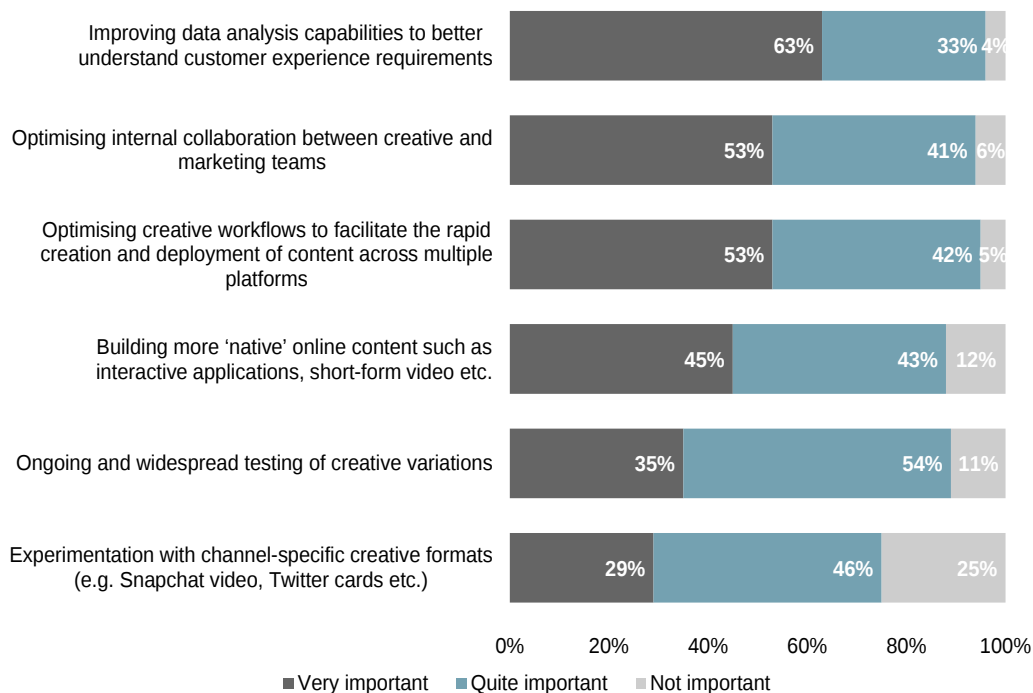 Improving data analysis capabilities to better
understand customer experience requirements
63%
33%
4%
Optimising internal collaboration between creative and
marketing teams
53%
41%
6%
Optimising creative workflows to facilitate the rapid
creation and deployment of content across multiple
platforms
53%
42%
5%
Building more ‘native’ online content such as
interactive applications, short-form video etc.
45%
43%
12%
Ongoing and widespread testing of creative variations
35%
54%
11%
Experimentation with channel-specific creative formats
(e.g. Snapchat video, Twitter cards etc.)
29%
46%
25%
0% 20% 40% 60% 80% 100%
Very important Quite important Not important